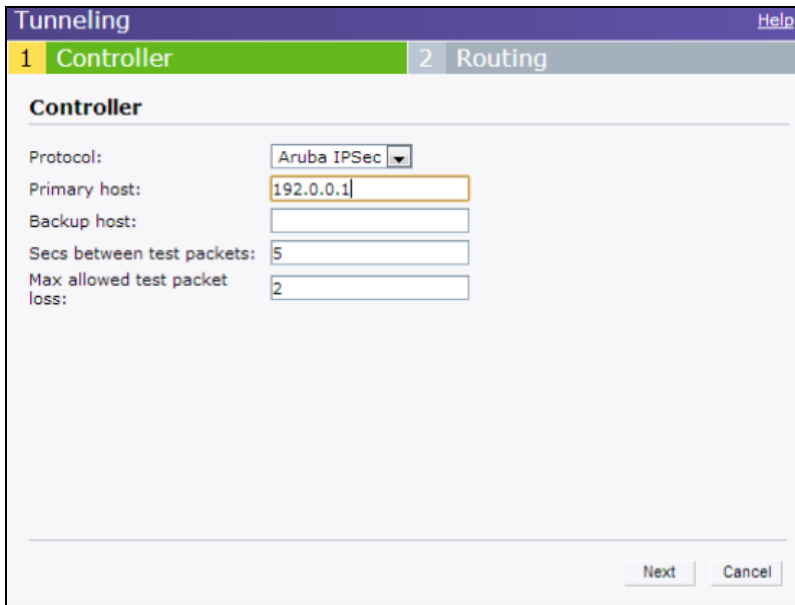 Tunneling Help
1 Controller 2 Routing
Controller
Protocol: Aruba IPSec
Primary host: 192.0.0.1
Backup host:
Secs between test packets: 5
Max allowed test packet
loss: 2
Next Cancel